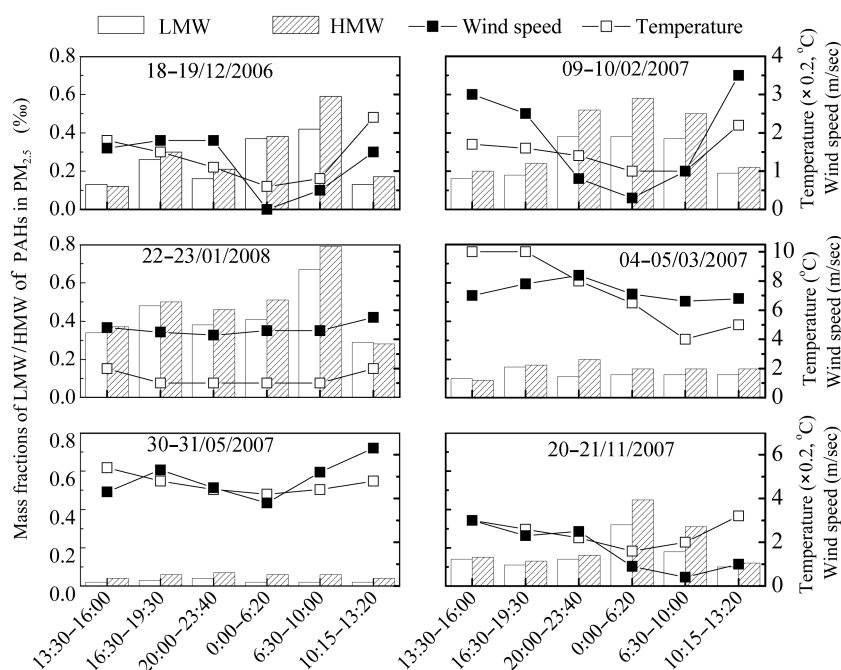 LMW HMW Wind speed Temperature
0.8 18–19/12/2006 09–10/02/2007 4
0.6 3
0.4 2
0.2 1
0.0 0
0.8 22–23/01/2008 04–05/03/2007 10
0.6 8
6
0.4 4
0.2 2
0.0 0
0.8 30–31/05/2007 20–21/11/2007 6
0.6
0.4 4
0.2 2
0.0 0
13:30–16:00 16:30–19:30 20:00–23:40 0:00–6:20 6:30–10:00 10:15–13:20
13:30–16:00 16:30–19:30 20:00–23:40 0:00–6:20 6:30–10:00 10:15–13:20
Mass fractions of LMW/HMW of PAHs in PM2.5 (‰)
Temperature (×0.2, °C)
Wind speed (m/sec)
Temperature (°C)
Wind speed (m/sec)
Temperature (×0.2, °C)
Wind speed (m/sec)